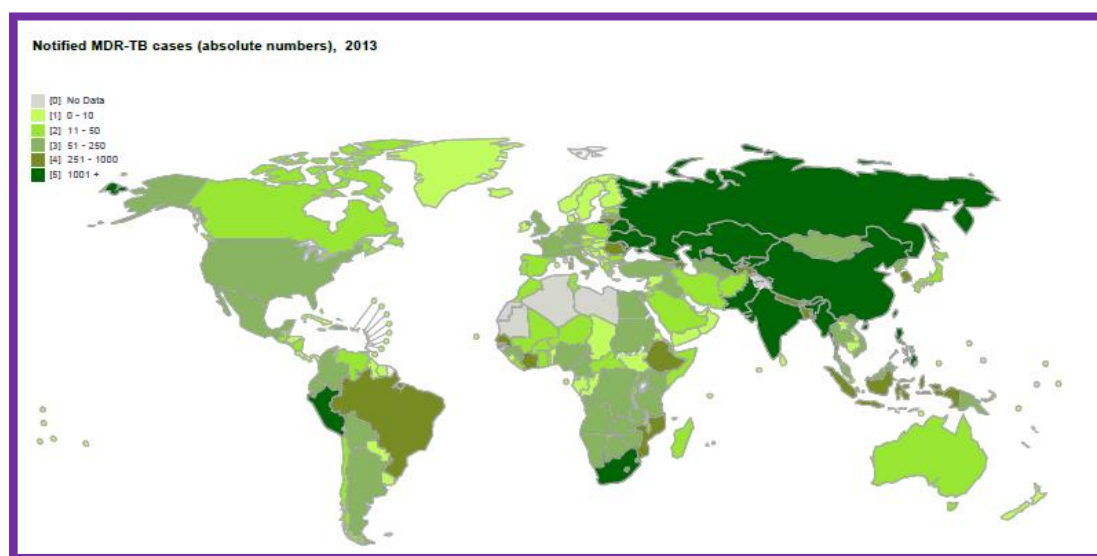 Notified MDR-TB cases (absolute numbers),  2013
[0] No Data
[1] 0 - 10
[2] 11 - 50
[3] 51 - 250
[4] 251 - 1000
[5] 1001 +